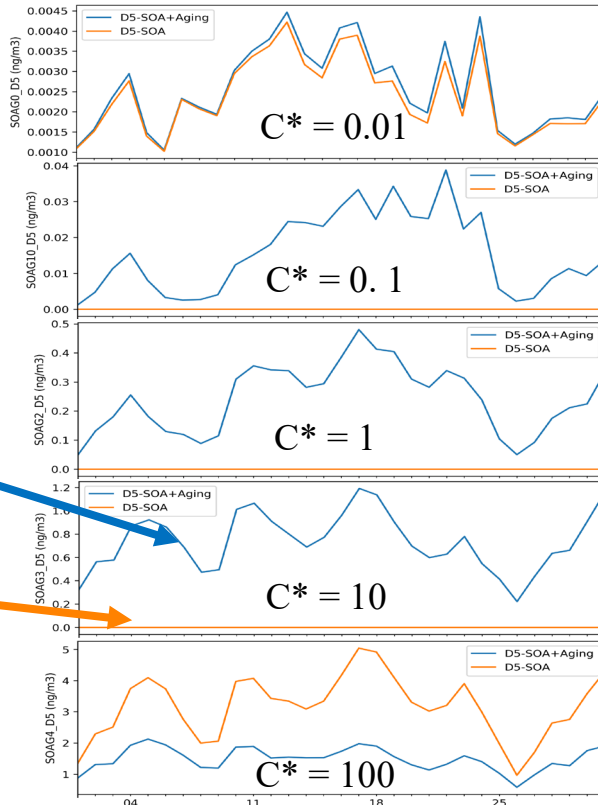 0.0045
0.0040
0.0035
0.0030
0.0025
0.0020
0.0015
0.0010
SOAG0_D5 (ng/m3)
D5-SOA+Aging
D5-SOA
C* = 0.01
0.04
0.03
0.02
0.01
0.00
SOAG10_D5 (ng/m3)
D5-SOA+Aging
D5-SOA
C* = 0. 1
0.5
0.4
0.3
0.2
0.1
0.0
SOAG2_D5 (ng/m3)
D5-SOA+Aging
D5-SOA
C* = 1
1.2
1.0
0.8
0.6
0.4
0.2
0.0
SOAG3_D5 (ng/m3)
D5-SOA+Aging
D5-SOA
C* = 10
5
4
3
2
1
SOAG4_D5 (ng/m3)
D5-SOA+Aging
D5-SOA
C* = 100
04 11 18 25